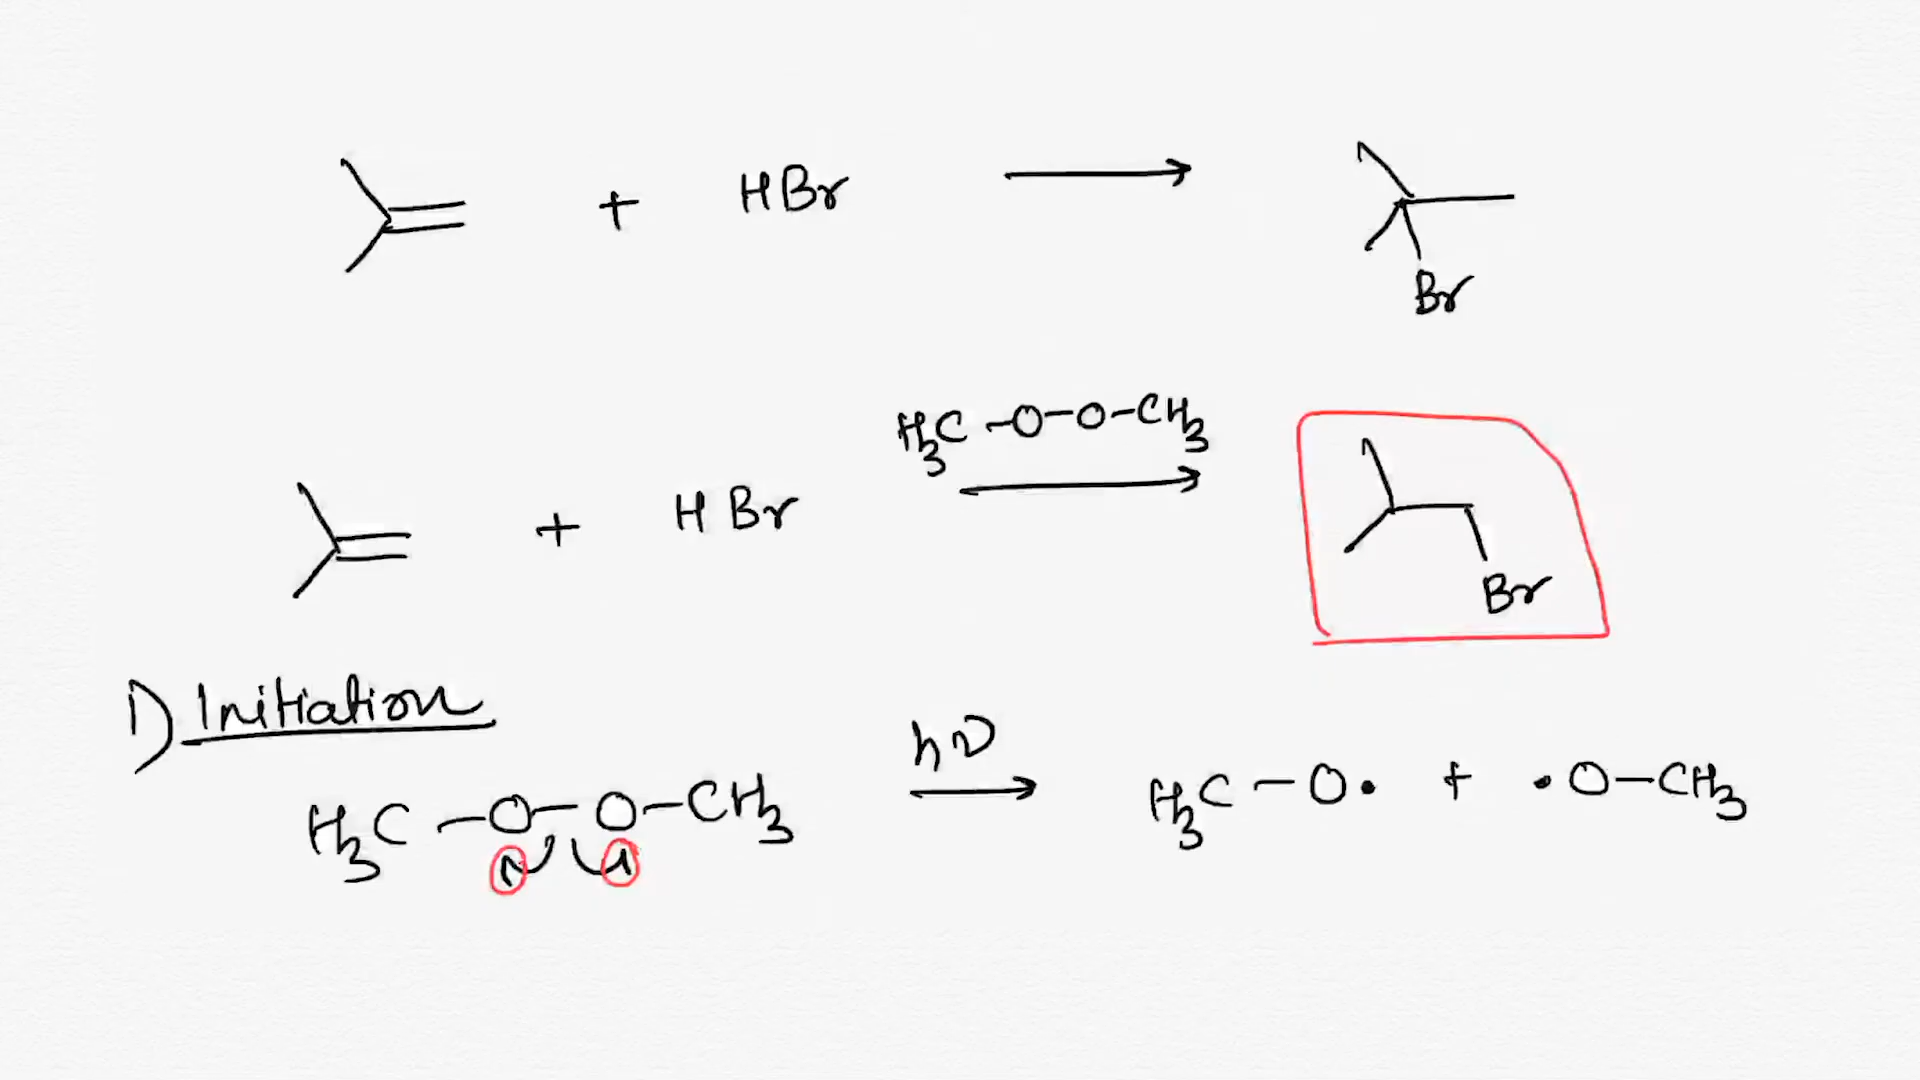 + HBr
Br
H3C-O-O-CH3
+ HBr
Br
1) Initiation
hν
H3C-O-O-CH3 H3C-O• + •O-CH3